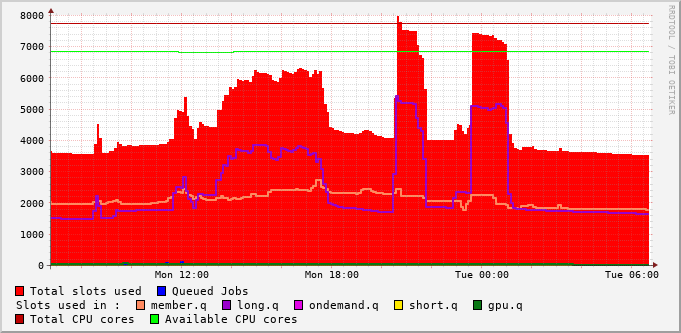 RRDTOOL / TOBI OETIKER
8000
7000
6000
5000
4000
3000
2000
1000
0
Mon 12:00 Mon 18:00 Tue 00:00 Tue 06:00
Total slots used Queued Jobs
Slots used in : member.q long.q ondemand.q short.q gpu.q
Total CPU cores Available CPU cores